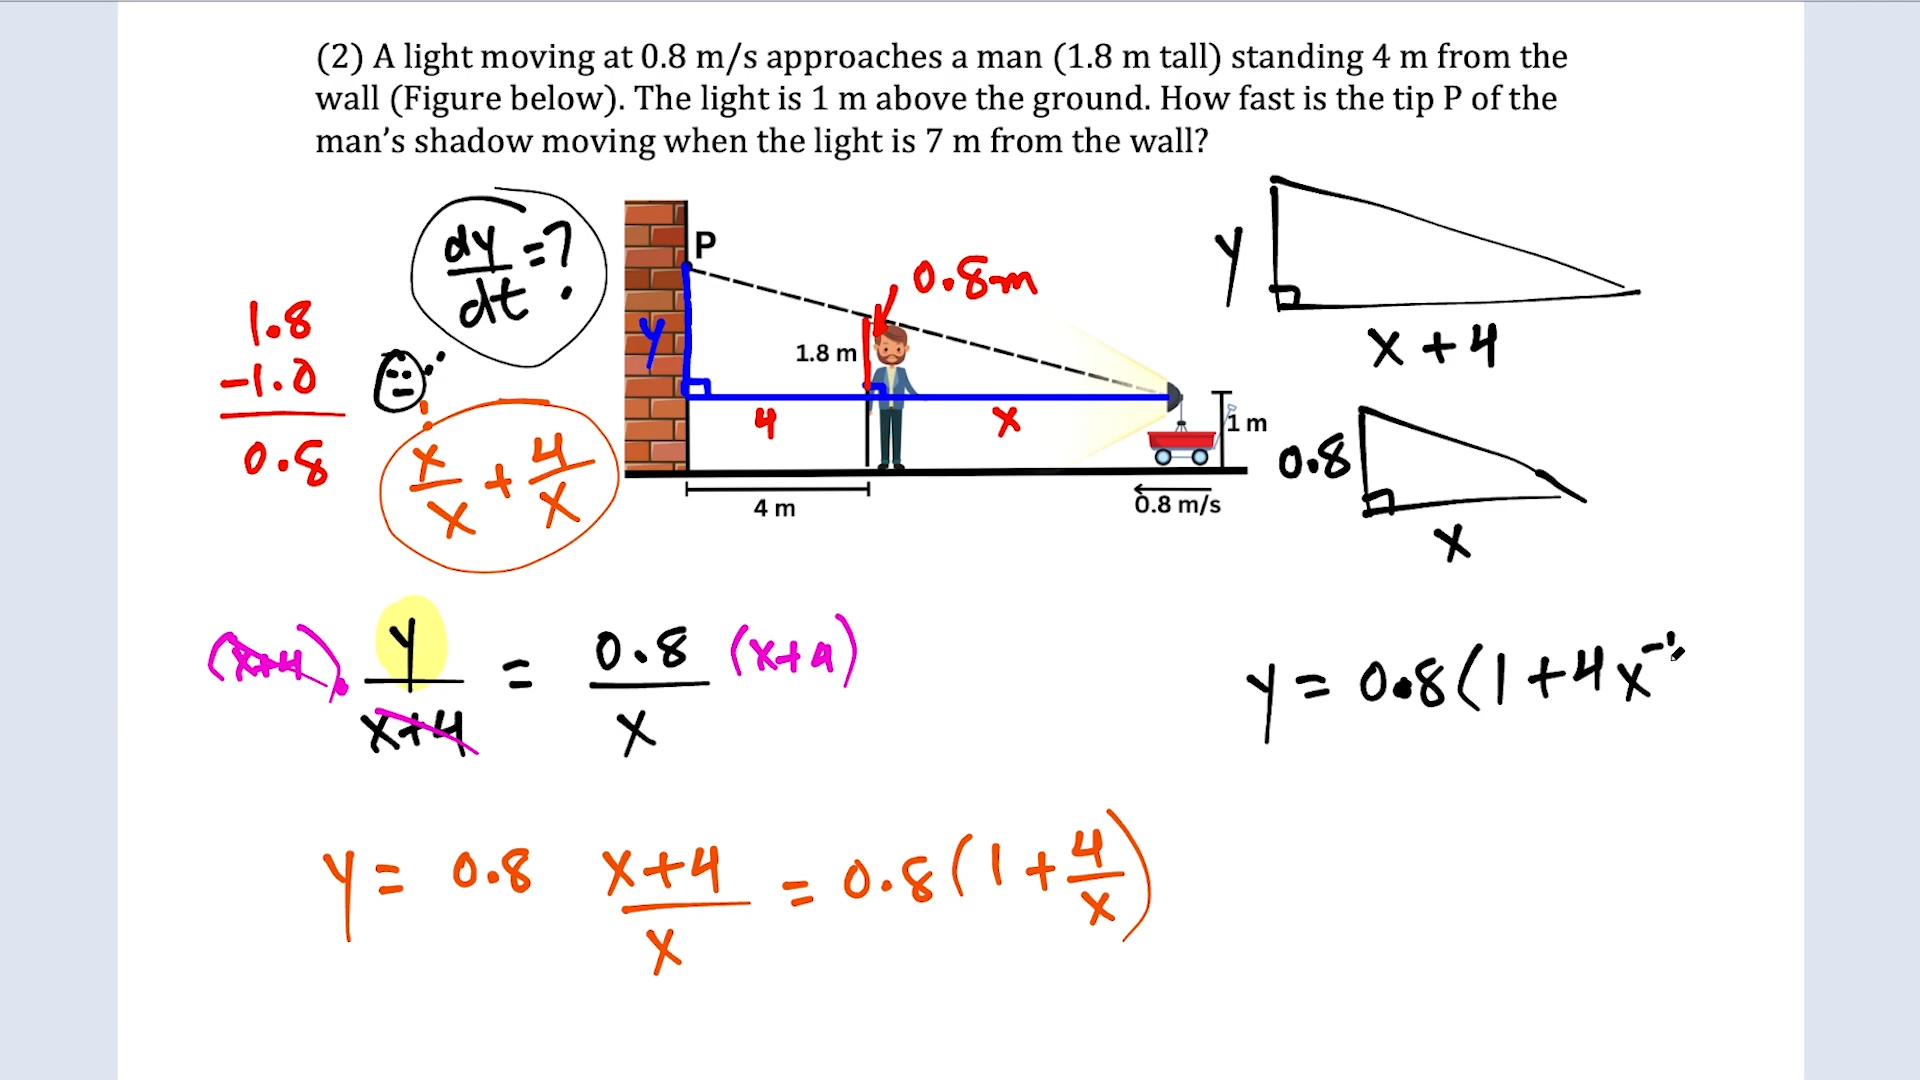 (2) A light moving at 0.8 m/s approaches a man (1.8 m tall) standing 4 m from the
wall (Figure below). The light is 1 m above the ground. How fast is the tip P of the
man's shadow moving when the light is 7 m from the wall?
dy/dt = ?
P
0.8m
y
x + 4
1.8
-1.0
0.8
y
1.8 m
4
x
1 m
x/x + 4/x
4 m
0.8 m/s
0.8
x
(x+4) · y/(x+4) = 0.8/x (x+4)
y = 0.8(1+4x⁻¹
y = 0.8 (x+4)/x = 0.8(1+4/x)